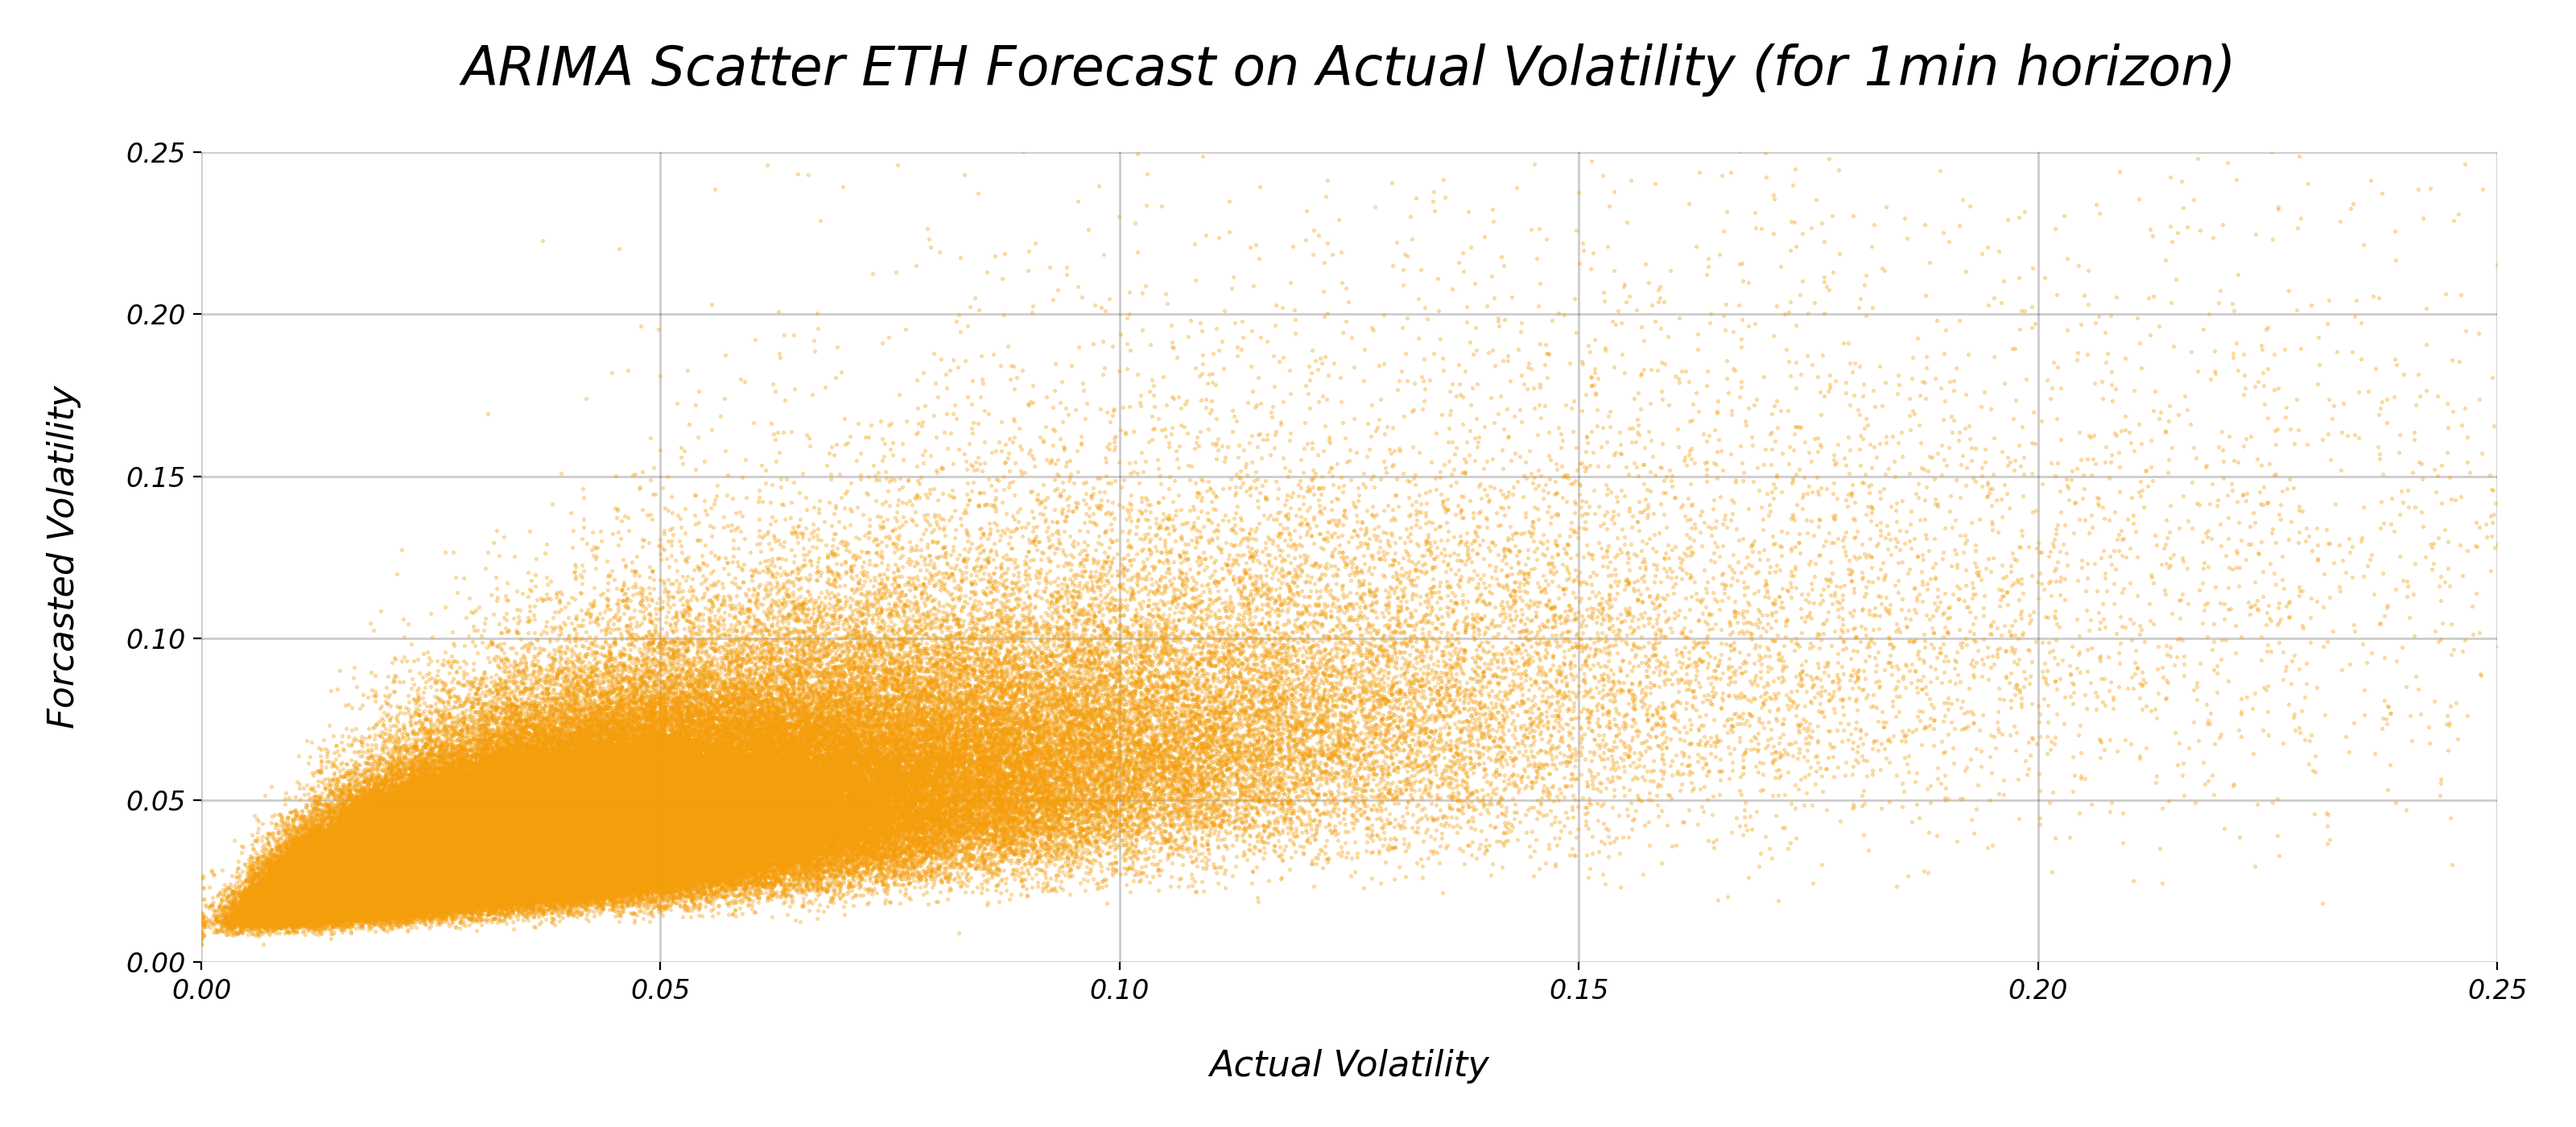 ARIMA Scatter ETH Forecast on Actual Volatility (for 1min horizon)
Forcasted Volatility
0.25
0.20
0.15
0.10
0.05
0.00
0.00 0.05 0.10 0.15 0.20 0.25
Actual Volatility